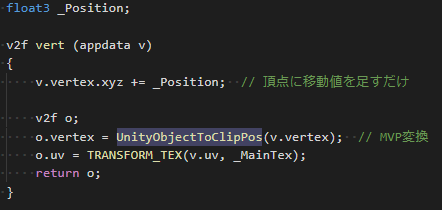 float3 _Position;
v2f vert (appdata v)
{
v.vertex.xyz += _Position; // 頂点に移動値を足すだけ
v2f o;
o.vertex = UnityObjectToClipPos(v.vertex); // MVP変換
o.uv = TRANSFORM_TEX(v.uv, _MainTex);
return o;
}